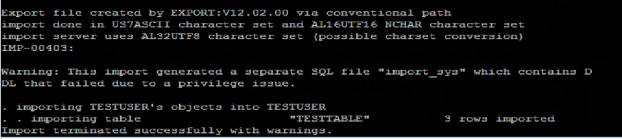 Export file created by EXPORT:V12.02.00 via conventional path
import done in US7ASCII character set and AL16UTF16 NCHAR character set
import server uses AL32UTF8 character set (possible charset conversion)
IMP-00403:
Warning: This import generated a separate SQL file "import_sys" which contains D
DL that failed due to a privilege issue.
. importing TESTUSER's objects into TESTUSER
. . importing table "TESTTABLE" 3 rows imported
Import terminated successfully with warnings.